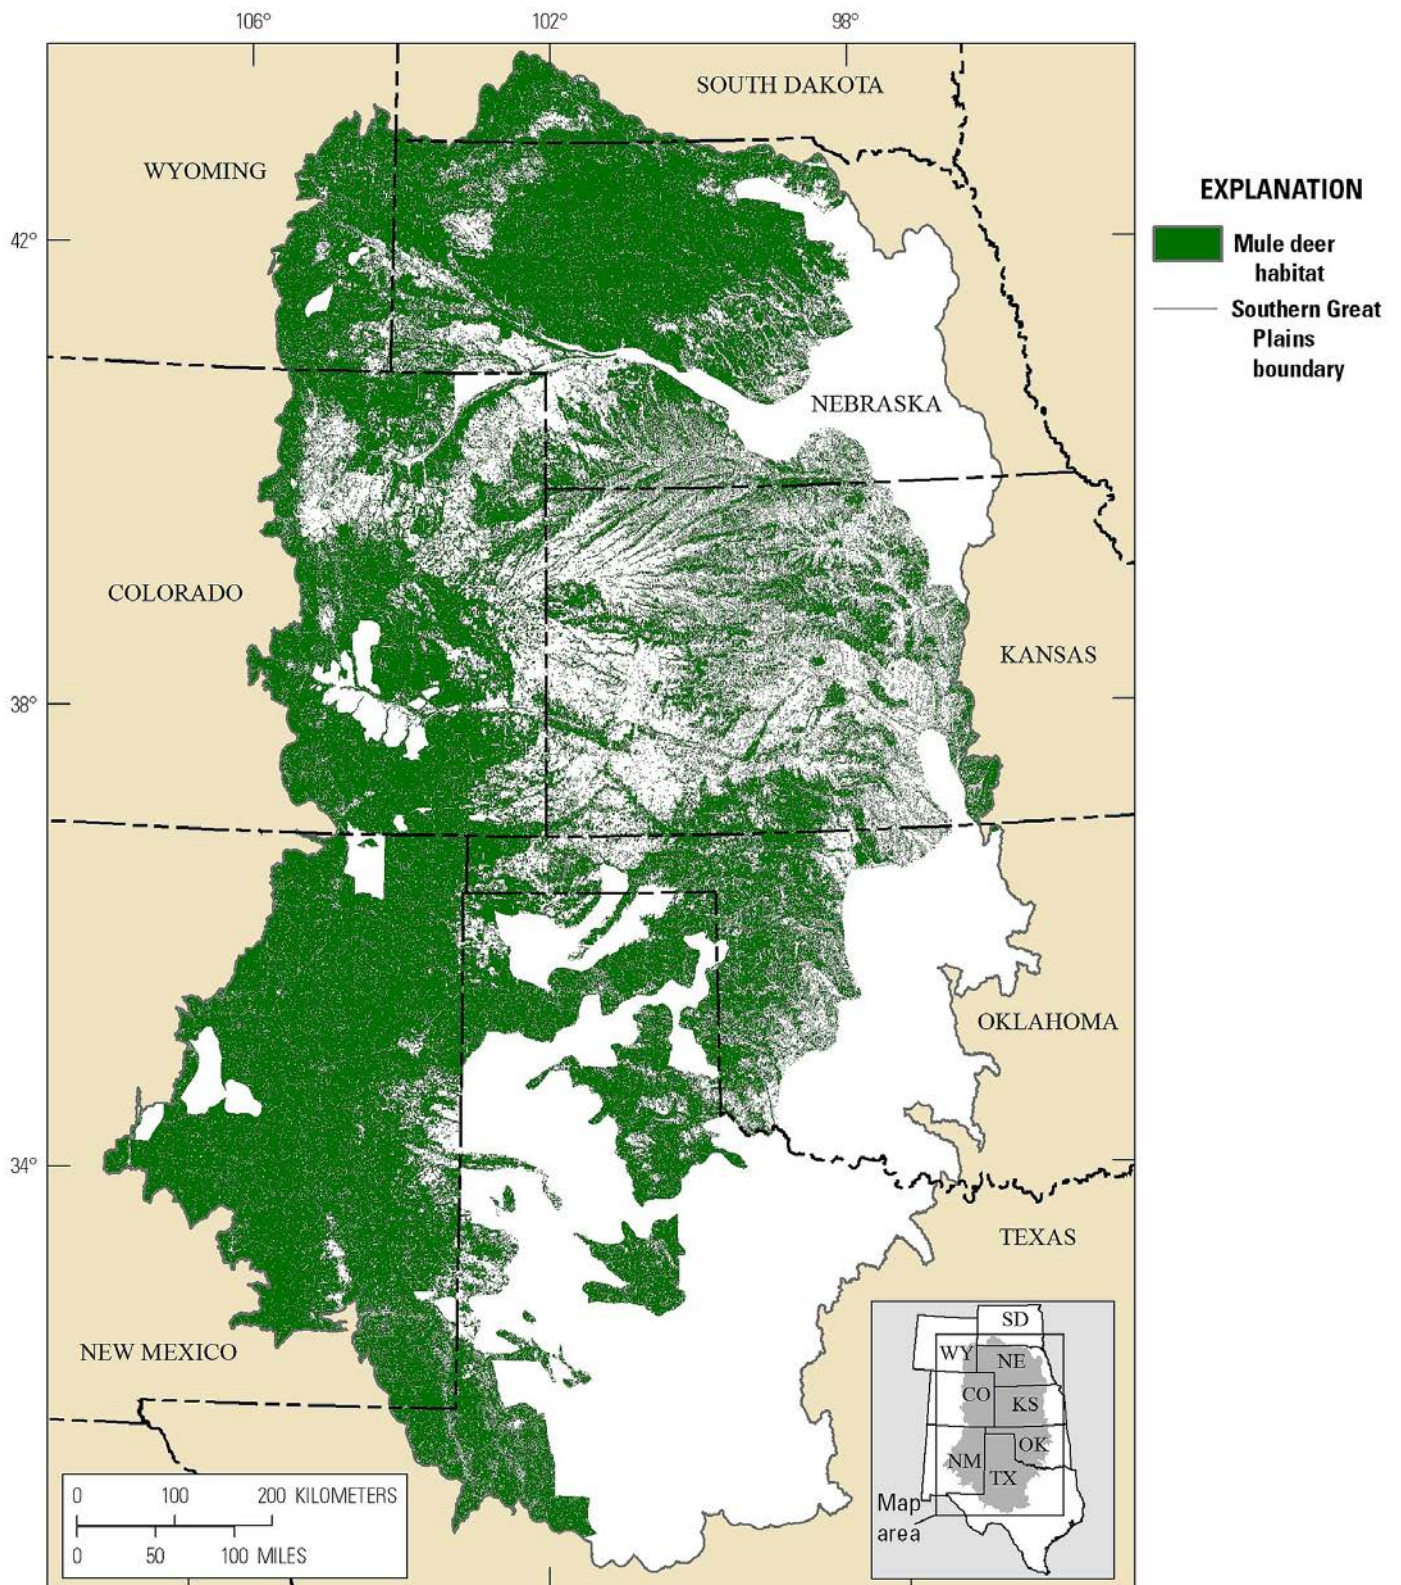 106°
102°
98°
SOUTH DAKOTA
WYOMING
EXPLANATION
42°
Mule deer
habitat
Southern Great
Plains
boundary
NEBRASKA
COLORADO
KANSAS
38°
OKLAHOMA
34°
TEXAS
NEW MEXICO
SD
WY
NE
CO
KS
OK
NM
TX
Map
area
0 100 200 KILOMETERS
0 50 100 MILES